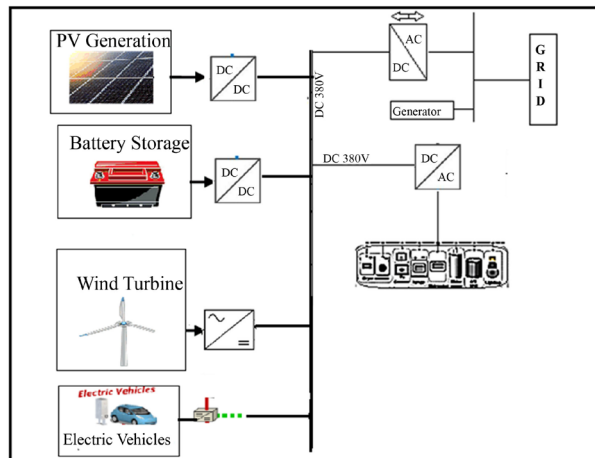 PV Generation
DC
DC
Battery Storage
DC
DC
Wind Turbine
Electric Vehicles
Electric Vehicles
DC 380V
AC
DC
Generator
GRID
DC 380V
DC
AC